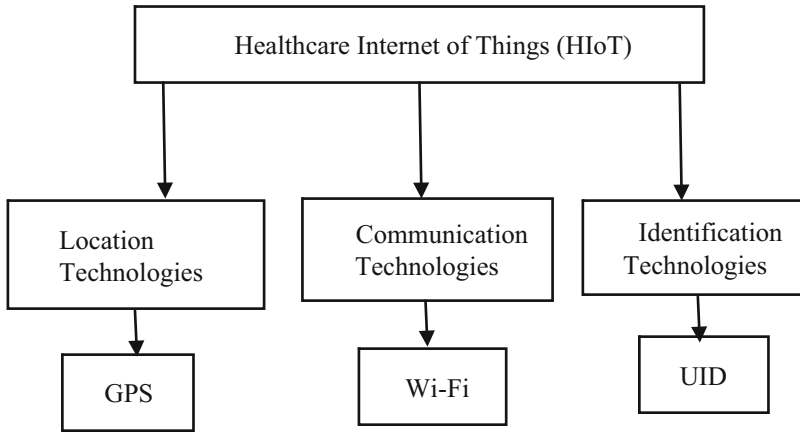 Healthcare Internet of Things (HIoT)
Location
Technologies
Communication
Technologies
Identification
Technologies
GPS
Wi-Fi
UID